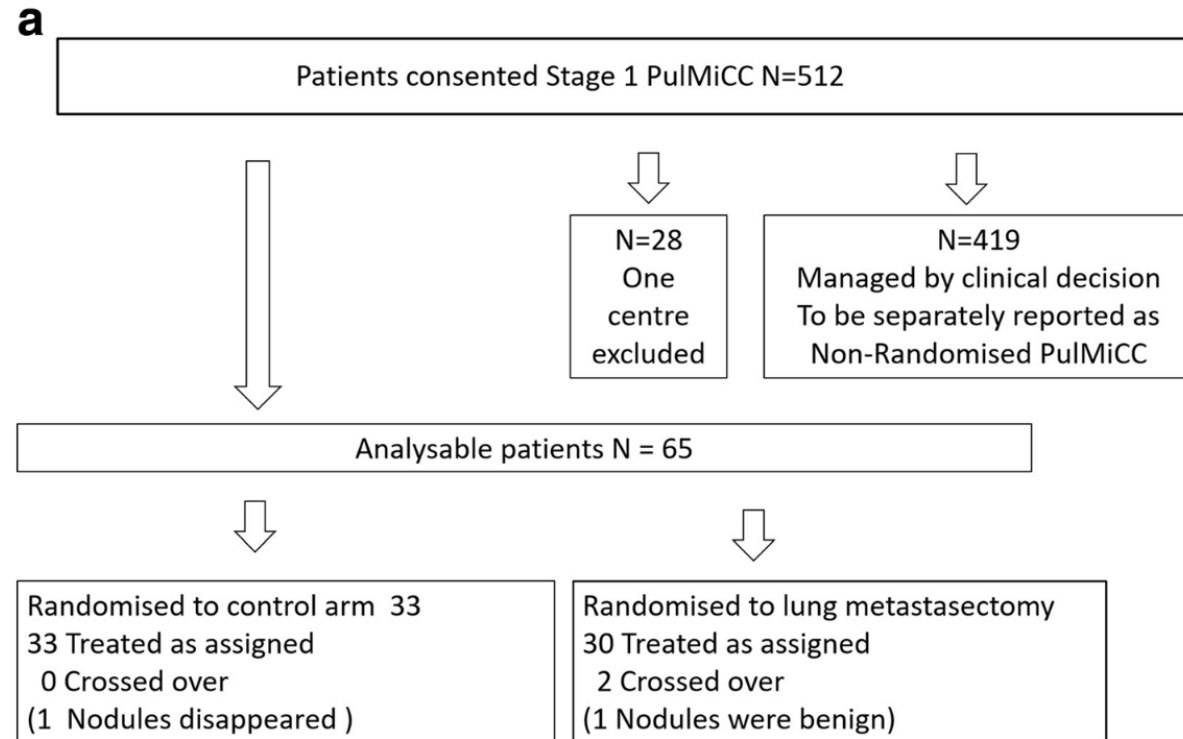 a
Patients consented Stage 1 PulMiCC N=512
N=28
One
centre
excluded
N=419
Managed by clinical decision
To be separately reported as
Non-Randomised PulMiCC
Analysable patients N = 65
Randomised to control arm 33
33 Treated as assigned
0 Crossed over
(1 Nodules disappeared )
Randomised to lung metastasectomy
30 Treated as assigned
2 Crossed over
(1 Nodules were benign)